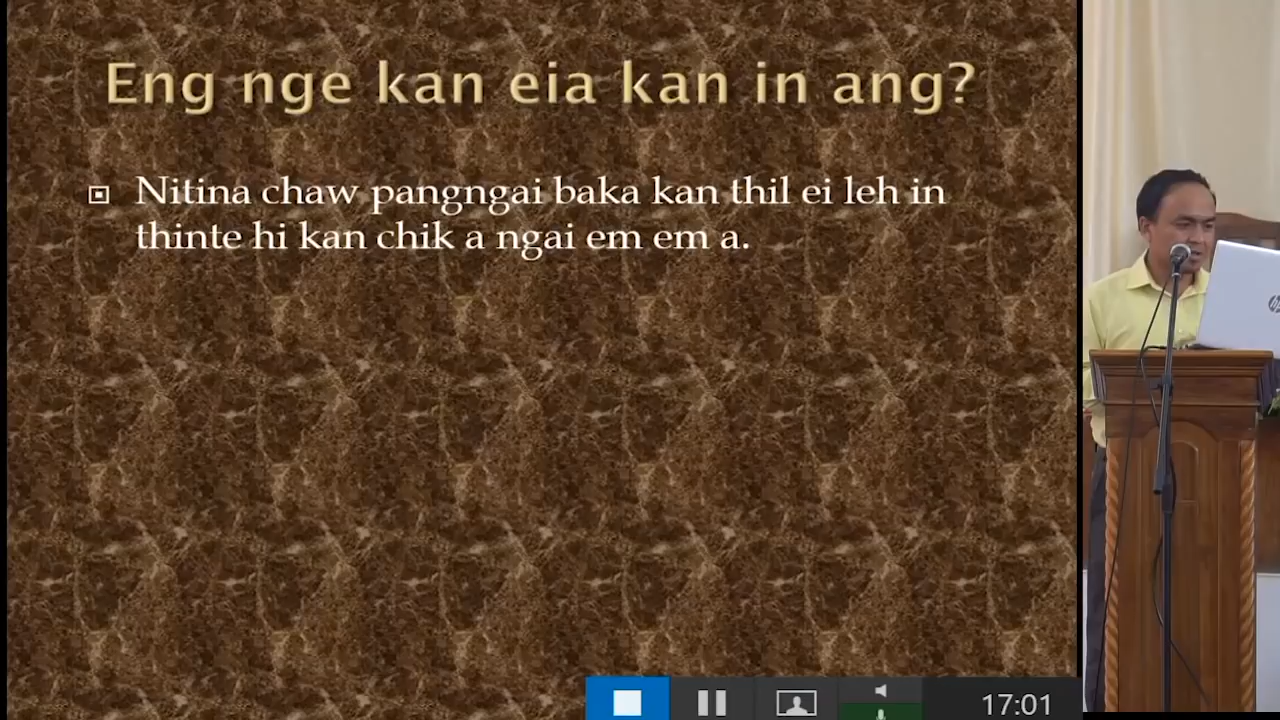 Eng nge kan eia kan in ang?
Nitina chaw pangngai baka kan thil ei leh in
thinte hi kan chik a ngai em em a.
17:01
hp